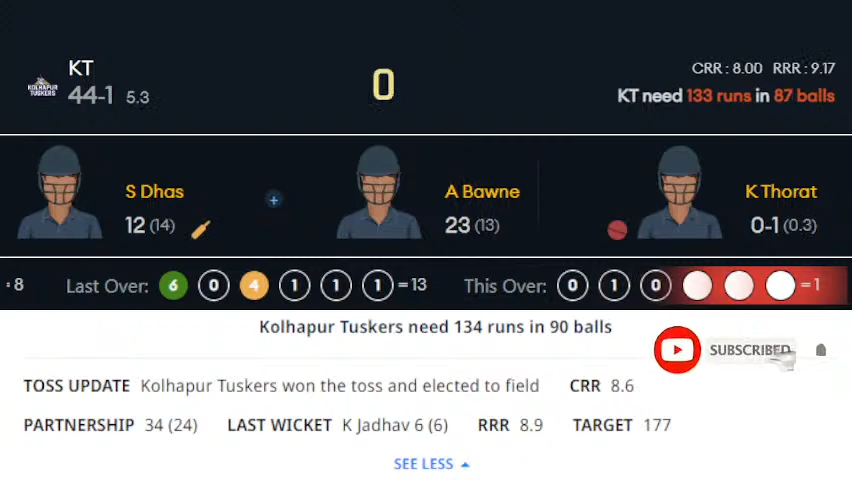 KT
KOLHAPUR
TUSKERS
44-1 5.3
0
CRR : 8.00 RRR : 9.17
KT need 133 runs in 87 balls
S Dhas
12 (14)
+
A Bawne
23 (13)
K Thorat
0-1 (0.3)
: 8 Last Over: 6 0 4 1 1 1 = 13 This Over: 0 1 0 = 1
Kolhapur Tuskers need 134 runs in 90 balls
SUBSCRIBED
TOSS UPDATE Kolhapur Tuskers won the toss and elected to field CRR 8.6
PARTNERSHIP 34 (24) LAST WICKET K Jadhav 6 (6) RRR 8.9 TARGET 177
SEE LESS